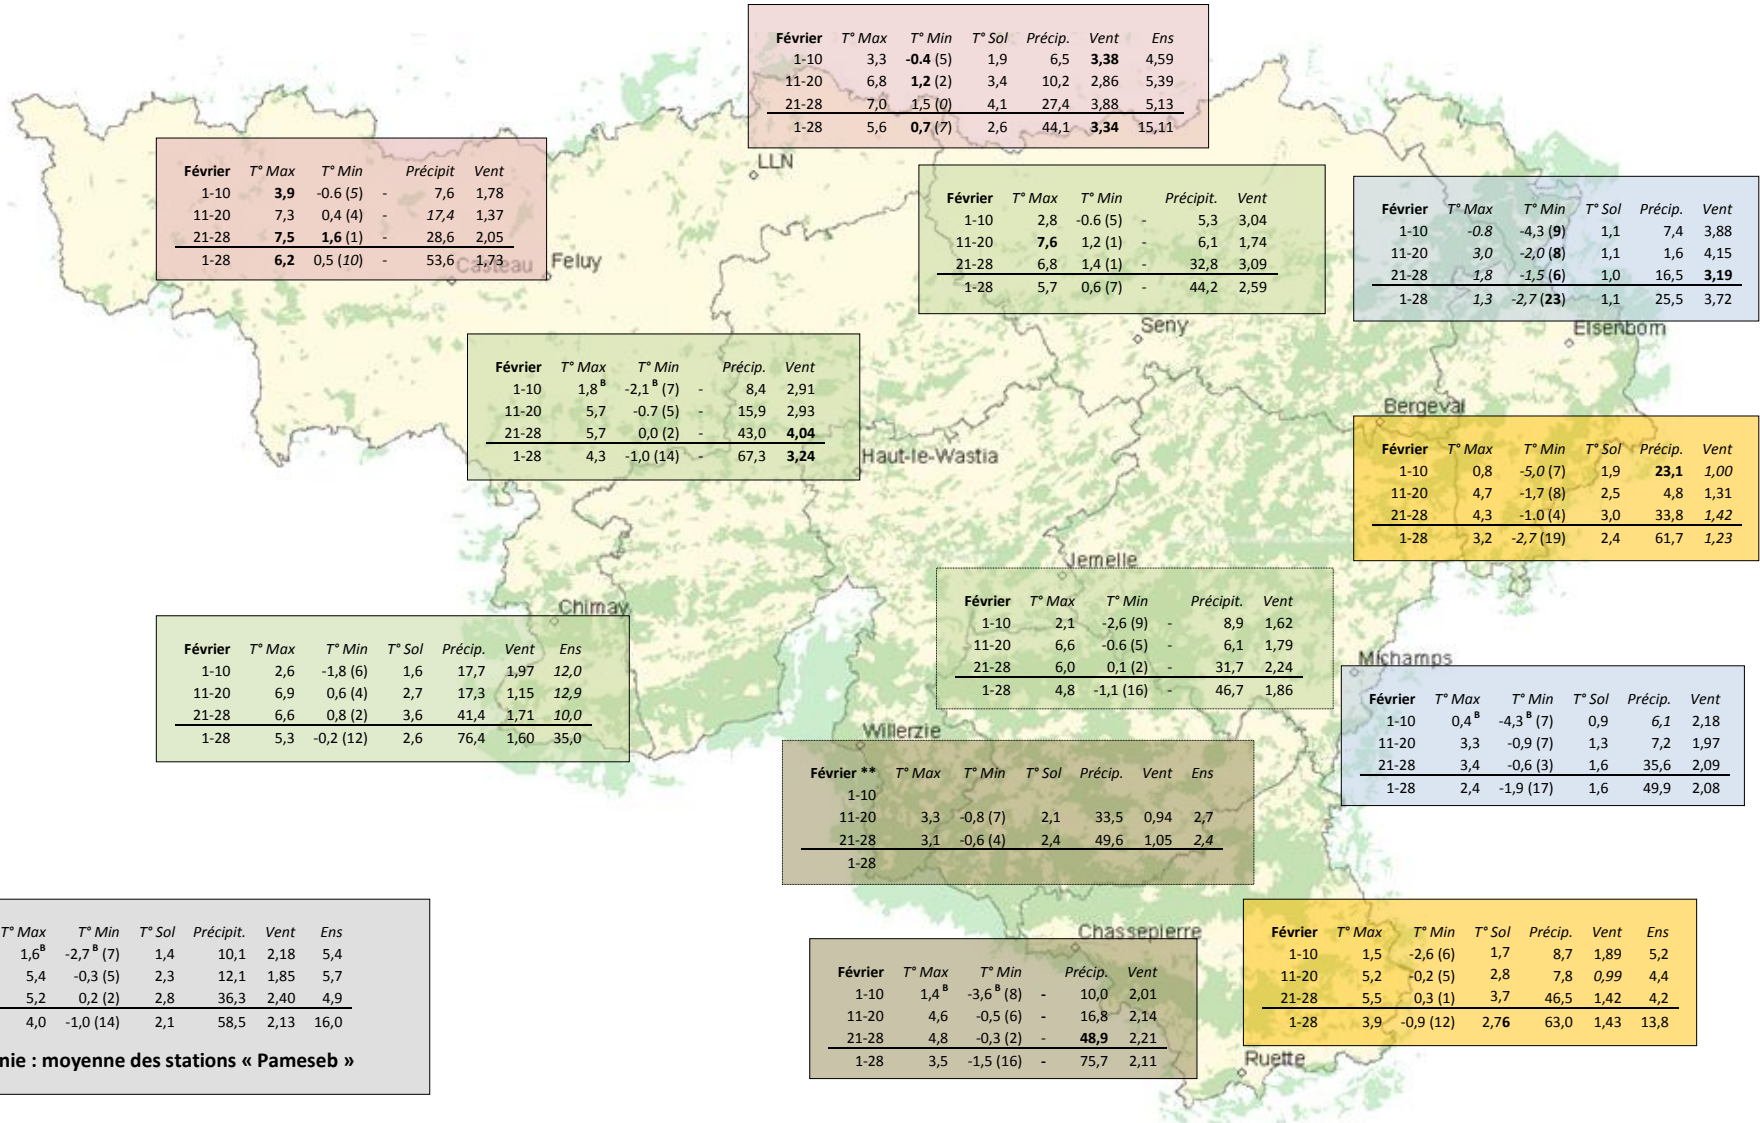 Février T° Max T° Min T° Sol Précip. Vent Ens
1-10 3,3 -0.4 (5) 1,9 6,5 3,38 4,59
11-20 6,8 1,2 (2) 3,4 10,2 2,86 5,39
21-28 7,0 1,5 (0) 4,1 27,4 3,88 5,13
1-28 5,6 0,7 (7) 2,6 44,1 3,34 15,11
LLN
Février T° Max T° Min - Précipit Vent
1-10 3,9 -0.6 (5) - 7,6 1,78
11-20 7,3 0,4 (4) - 17,4 1,37
21-28 7,5 1,6 (1) - 28,6 2,05
1-28 6,2 0,5 (10) - 53,6 1,73
Casteau Feluy
Février T° Max T° Min Précipit. Vent
1-10 2,8 -0.6 (5) - 5,3 3,04
11-20 7,6 1,2 (1) - 6,1 1,74
21-28 6,8 1,4 (1) - 32,8 3,09
1-28 5,7 0,6 (7) - 44,2 2,59
Seny
Février T° Max T° Min T° Sol Précip. Vent
1-10 -0.8 -4,3 (9) 1,1 7,4 3,88
11-20 3,0 -2,0 (8) 1,1 1,6 4,15
21-28 1,8 -1,5 (6) 1,0 16,5 3,19
1-28 1,3 -2,7 (23) 1,1 25,5 3,72
Elsenborn
Février T° Max T° Min Précip. Vent
1-10 1,8 B -2,1 B (7) - 8,4 2,91
11-20 5,7 -0.7 (5) - 15,9 2,93
21-28 5,7 0,0 (2) - 43,0 4,04
1-28 4,3 -1,0 (14) - 67,3 3,24
Haut-le-Wastia
Bergeval
Février T° Max T° Min T° Sol Précip. Vent
1-10 0,8 -5,0 (7) 1,9 23,1 1,00
11-20 4,7 -1,7 (8) 2,5 4,8 1,31
21-28 4,3 -1.0 (4) 3,0 33,8 1,42
1-28 3,2 -2,7 (19) 2,4 61,7 1,23
Jemelle
Février T° Max T° Min Précipit. Vent
1-10 2,1 -2,6 (9) - 8,9 1,62
11-20 6,6 -0.6 (5) - 6,1 1,79
21-28 6,0 0,1 (2) - 31,7 2,24
1-28 4,8 -1,1 (16) - 46,7 1,86
Chimay
Février T° Max T° Min T° Sol Précip. Vent Ens
1-10 2,6 -1,8 (6) 1,6 17,7 1,97 12,0
11-20 6,9 0,6 (4) 2,7 17,3 1,15 12,9
21-28 6,6 0,8 (2) 3,6 41,4 1,71 10,0
1-28 5,3 -0,2 (12) 2,6 76,4 1,60 35,0
Michamps
Février T° Max T° Min T° Sol Précip. Vent
1-10 0,4 B -4,3 B (7) 0,9 6,1 2,18
11-20 3,3 -0,9 (7) 1,3 7,2 1,97
21-28 3,4 -0,6 (3) 1,6 35,6 2,09
1-28 2,4 -1,9 (17) 1,6 49,9 2,08
Willerzie
Février ** T° Max T° Min T° Sol Précip. Vent Ens
1-10
11-20 3,3 -0,8 (7) 2,1 33,5 0,94 2,7
21-28 3,1 -0,6 (4) 2,4 49,6 1,05 2,4
1-28
T° Max T° Min T° Sol Précipit. Vent Ens
1,6B -2,7 B (7) 1,4 10,1 2,18 5,4
5,4 -0,3 (5) 2,3 12,1 1,85 5,7
5,2 0,2 (2) 2,8 36,3 2,40 4,9
4,0 -1,0 (14) 2,1 58,5 2,13 16,0
nie : moyenne des stations « Pameseb »
Chassepierre
Février T° Max T° Min Précip. Vent
1-10 1,4 B -3,6 B (8) - 10,0 2,01
11-20 4,6 -0,5 (6) - 16,8 2,14
21-28 4,8 -0,3 (2) - 48,9 2,21
1-28 3,5 -1,5 (16) - 75,7 2,11
Février T° Max T° Min T° Sol Précip. Vent Ens
1-10 1,5 -2,6 (6) 1,7 8,7 1,89 5,2
11-20 5,2 -0,2 (5) 2,8 7,8 0,99 4,4
21-28 5,5 0,3 (1) 3,7 46,5 1,42 4,2
1-28 3,9 -0,9 (12) 2,76 63,0 1,43 13,8
Ruette